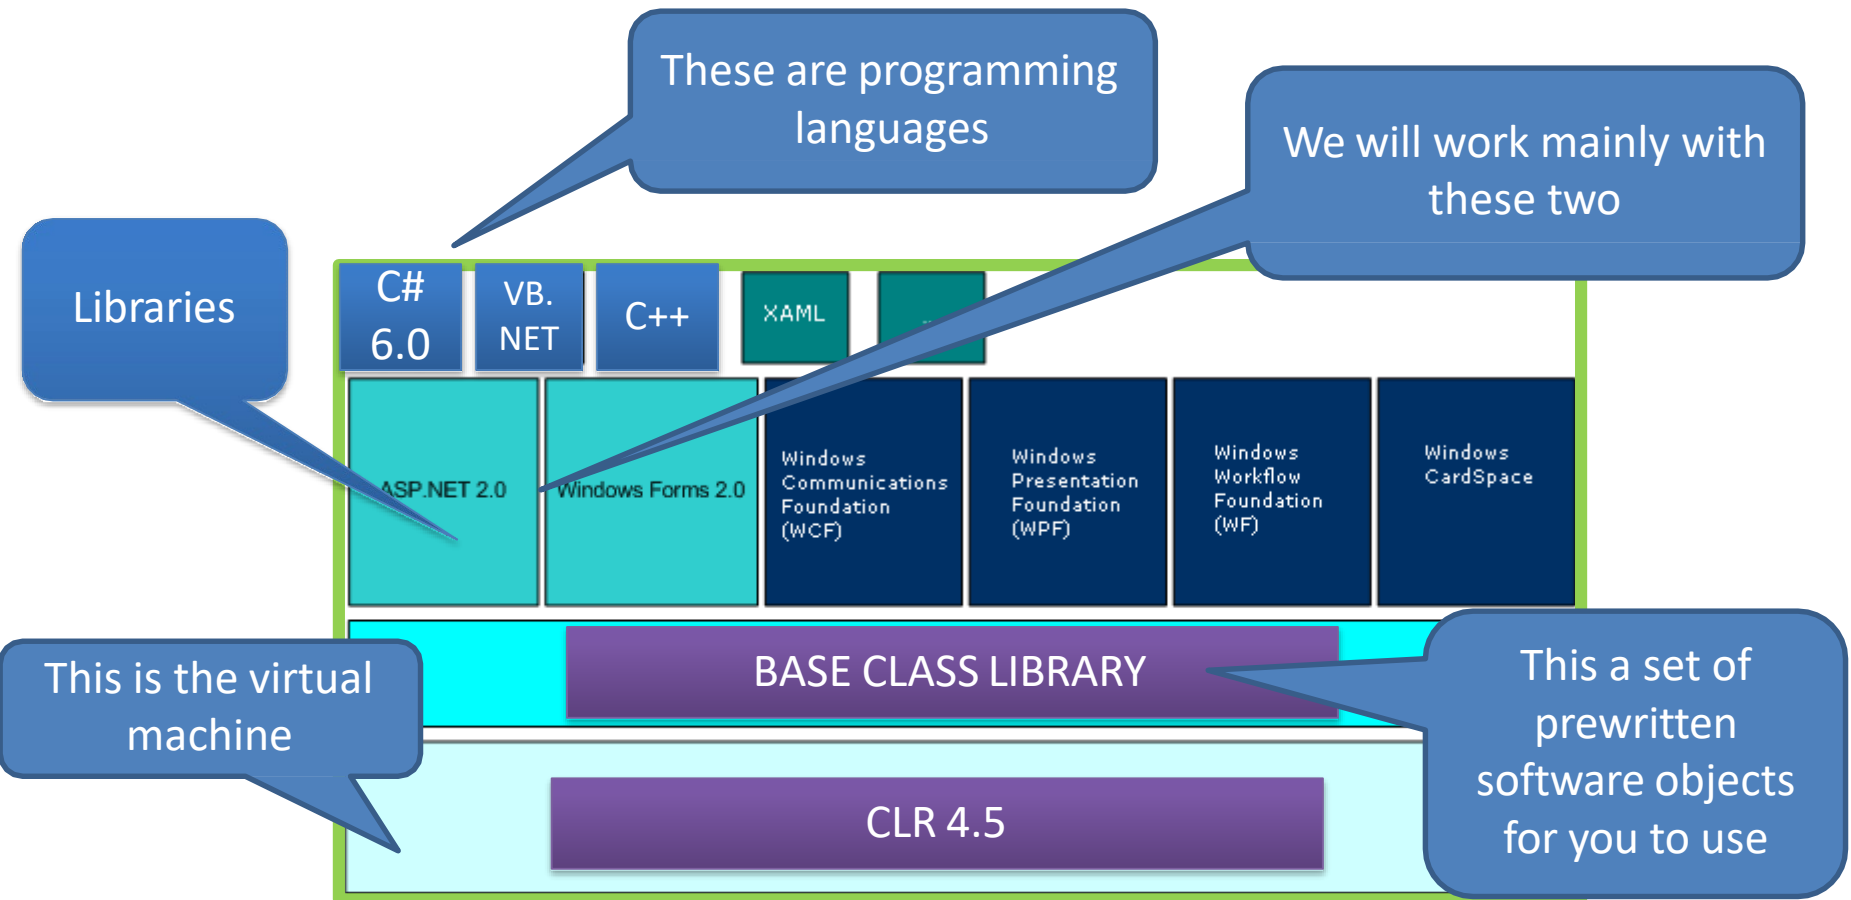 These are programming
languages
We will work mainly with
these two
Libraries
C#
6.0
VB.
NET
C++
XAML
ASP.NET 2.0
Windows Forms 2.0
Windows
Communications
Foundation
(WCF)
Windows
Presentation
Foundation
(WPF)
Windows
Workflow
Foundation
(WF)
Windows
CardSpace
This is the virtual
machine
BASE CLASS LIBRARY
This a set of
prewritten
software objects
for you to use
CLR 4.5